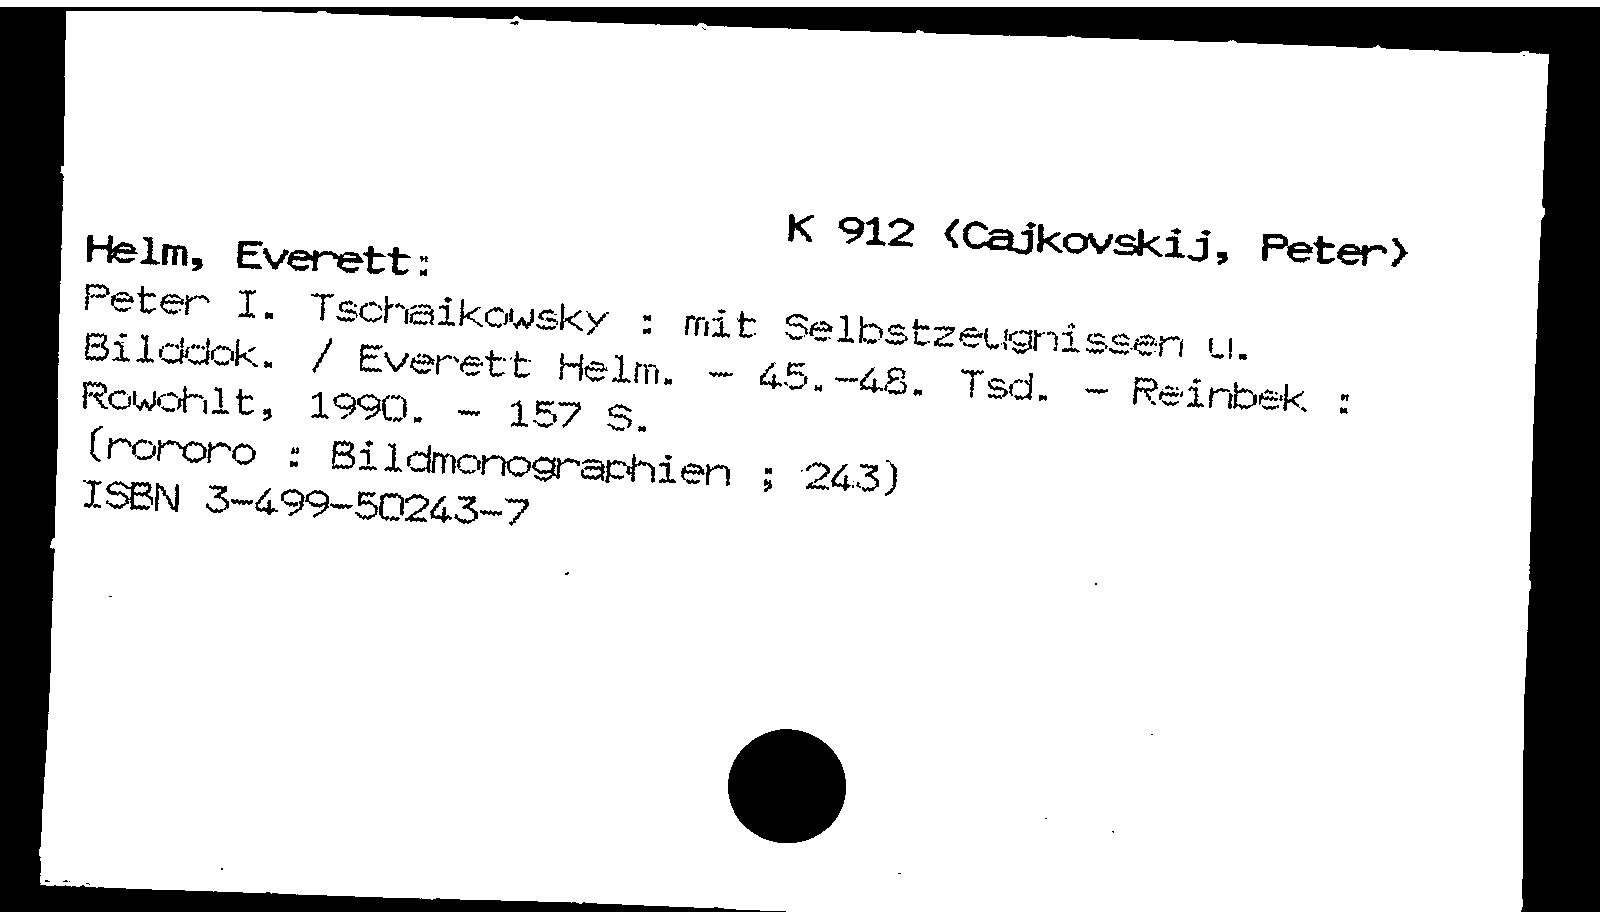 K 912 <Cajkovskij, Peter>
Helm, Everett:
Peter I. Tschaikowsky : mit Selbstzeugnissen u.
Bilddok. / Everett Helm. - 45.-48. Tsd. - Reinbek :
Rowohlt, 1990. - 157 S.
(rororo : Bildmonographien ; 243)
ISBN 3-499-50243-7